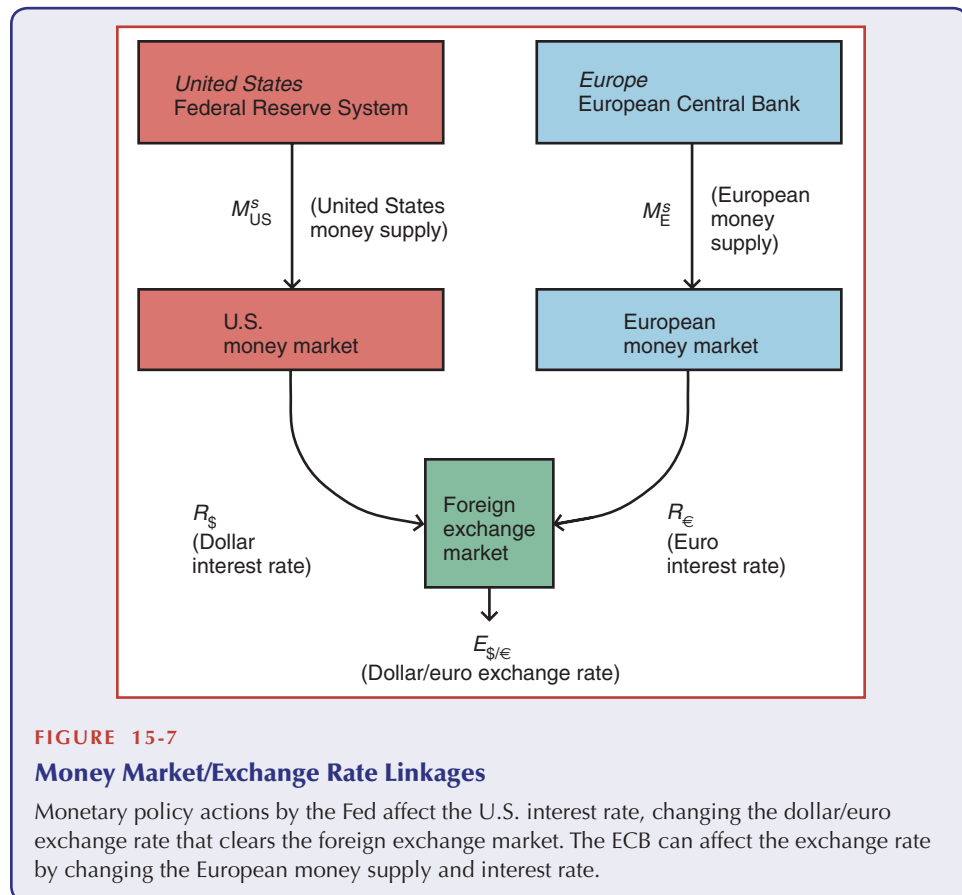 United States
Federal Reserve System
Europe
European Central Bank
M^s_US
(United States
money supply)
M^s_E
(European
money
supply)
U.S.
money market
European
money market
Foreign
exchange
market
R_$
(Dollar
interest rate)
R_€
(Euro
interest rate)
E_$/€
(Dollar/euro exchange rate)
FIGURE 15-7
Money Market/Exchange Rate Linkages
Monetary policy actions by the Fed affect the U.S. interest rate, changing the dollar/euro
exchange rate that clears the foreign exchange market. The ECB can affect the exchange rate
by changing the European money supply and interest rate.